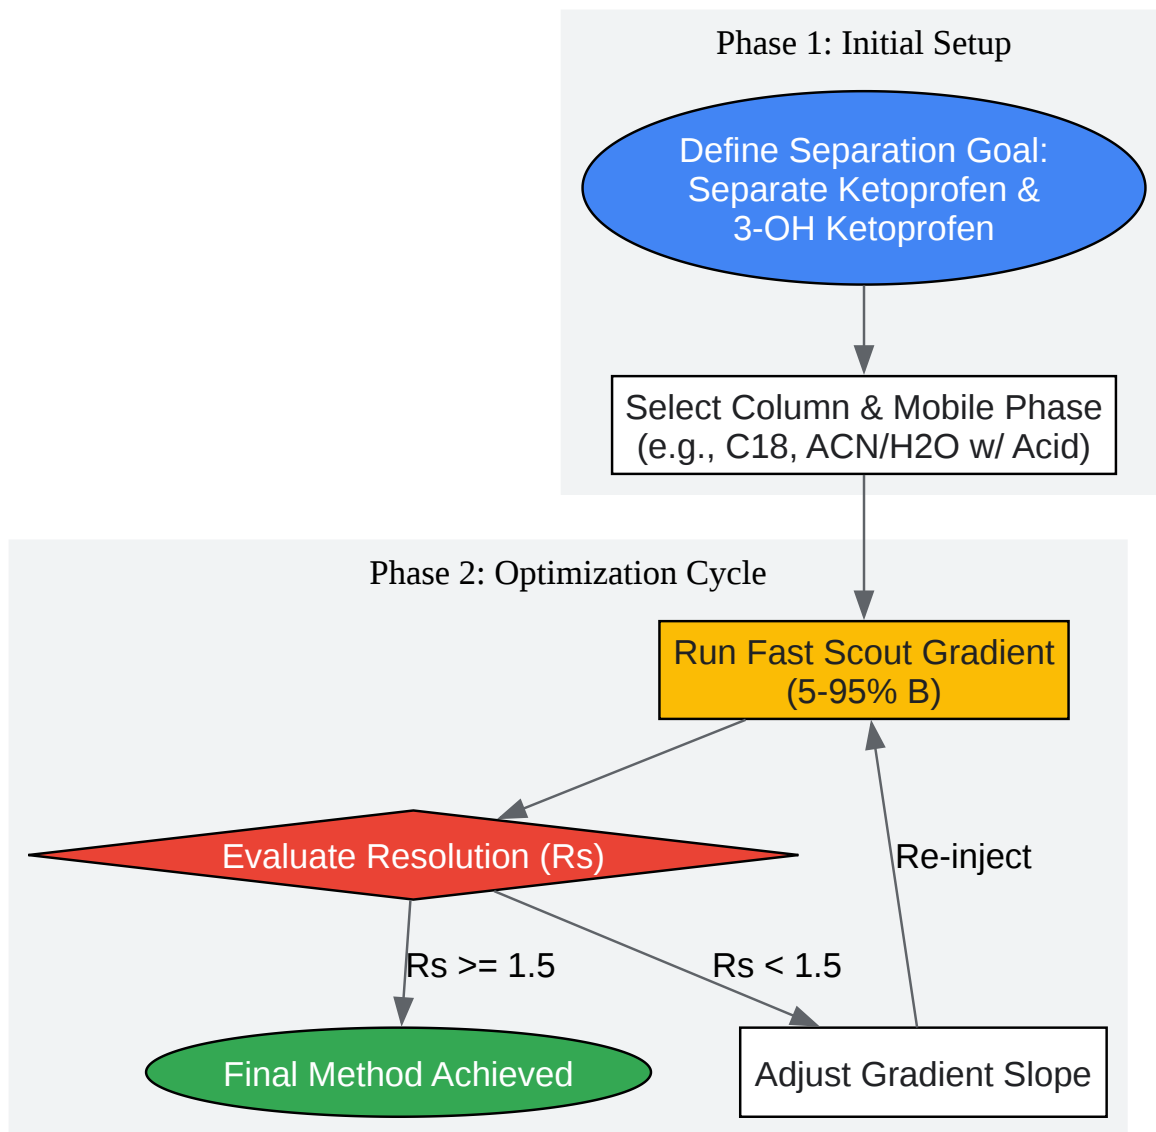 Phase 1: Initial Setup
Define Separation Goal:
Separate Ketoprofen &
3-OH Ketoprofen
Select Column & Mobile Phase
(e.g., C18, ACN/H2O w/ Acid)
Phase 2: Optimization Cycle
Run Fast Scout Gradient
(5-95% B)
Evaluate Resolution (Rs)
Re-inject
Rs >= 1.5
Rs < 1.5
Final Method Achieved
Adjust Gradient Slope